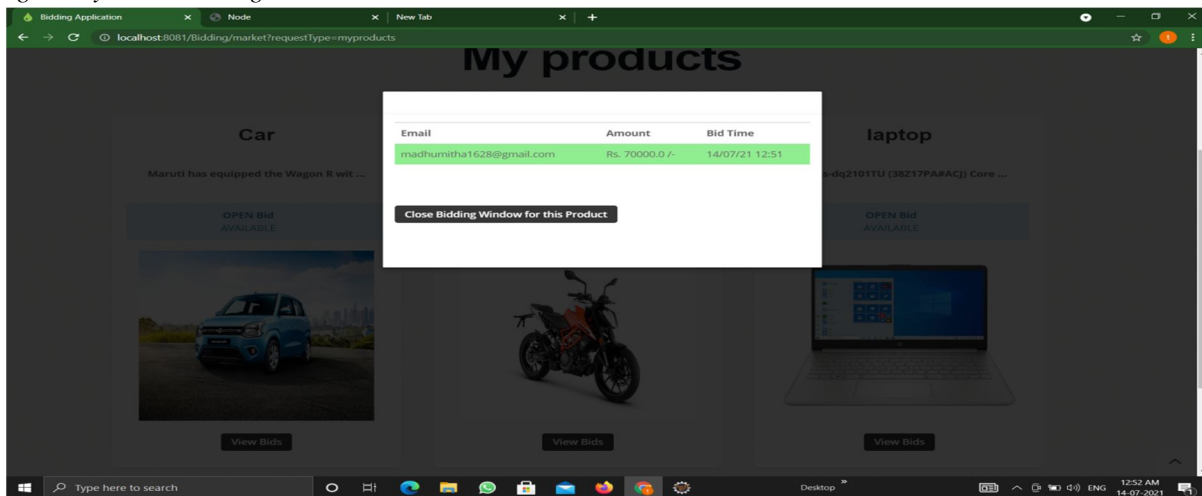 Bidding Application
Node
New Tab
localhost:8081/Bidding/market?requestType=myproducts
My products
Car
laptop
Email Amount Bid Time
madhumitha1628@gmail.com Rs. 70000.0 /- 14/07/21 12:51
Maruti has equipped the Wagon R wit ...
s-dq2101TU (38Z17PA#ACJ) Core ...
Close Bidding Window for this Product
OPEN Bid
AVAILABLE
OPEN Bid
AVAILABLE
View Bids
View Bids
View Bids
Type here to search
Desktop
ENG
12:52 AM
14-07-2021